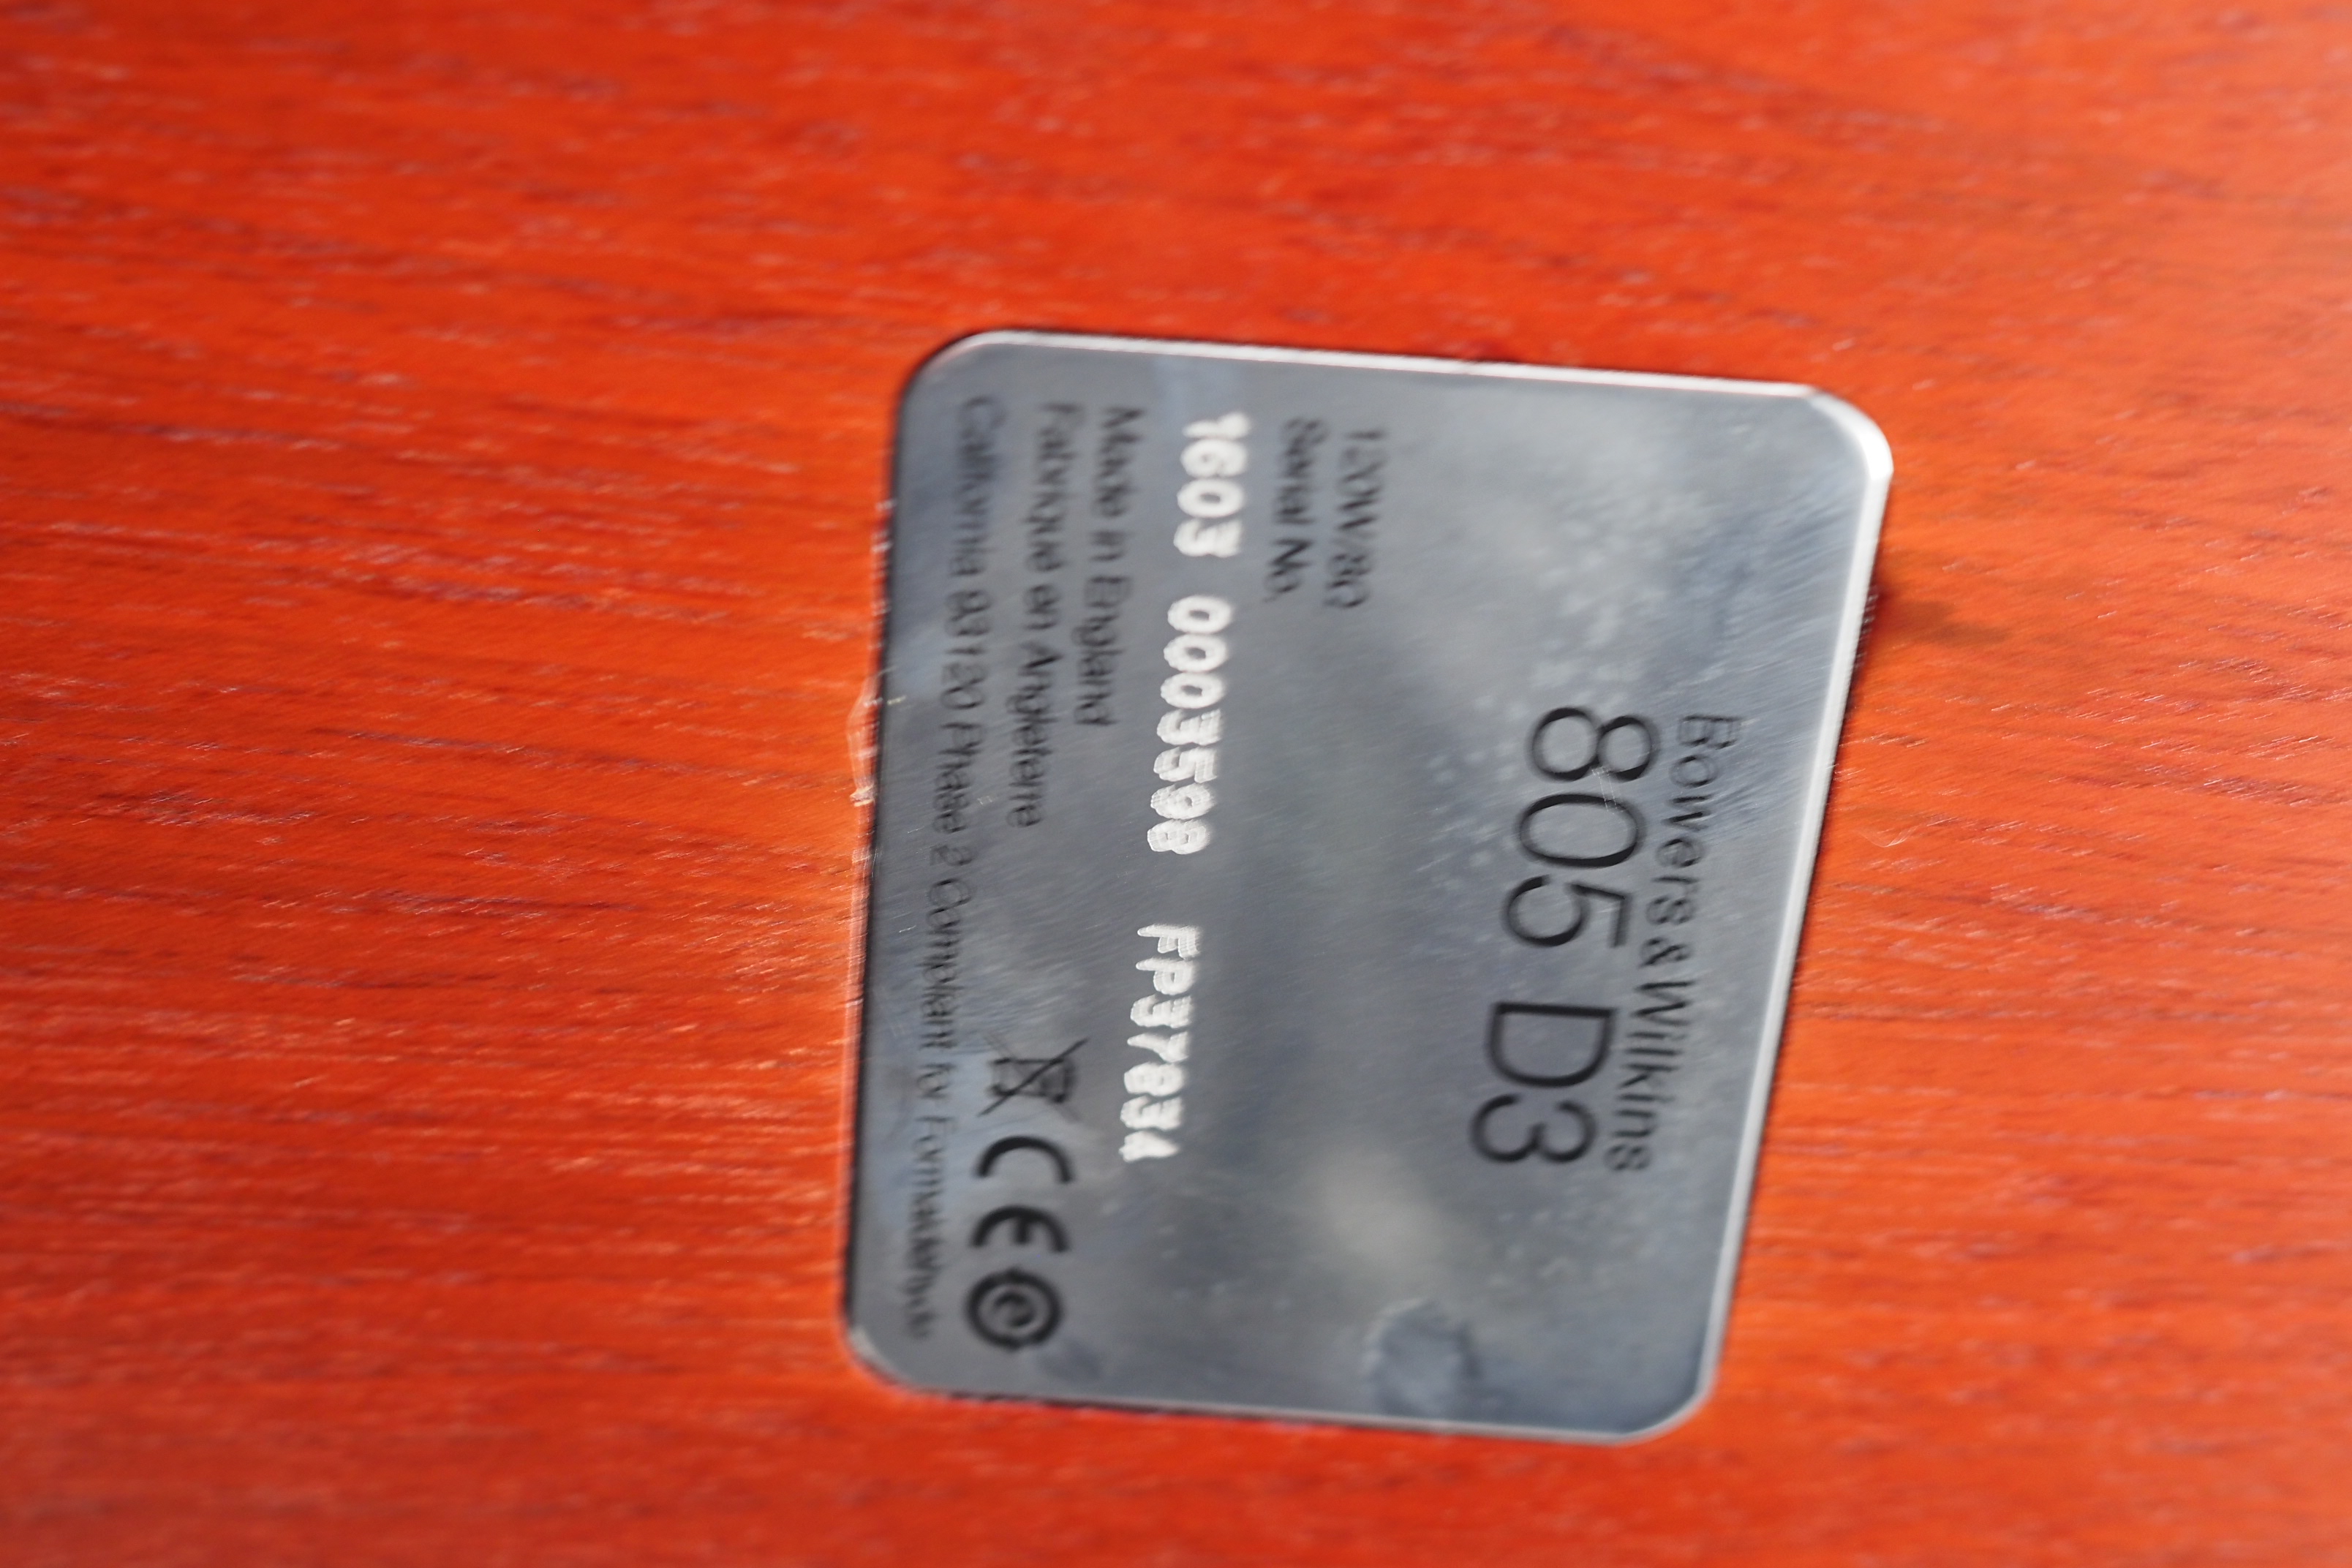 Bowers & Wilkins
805 D3
120W 8Ω
Serial No.
1603 0003598 FP37834
Made in England
Fabriqué en Angleterre
California 93120 Phase 2 Compliant for Formaldehyde
CE